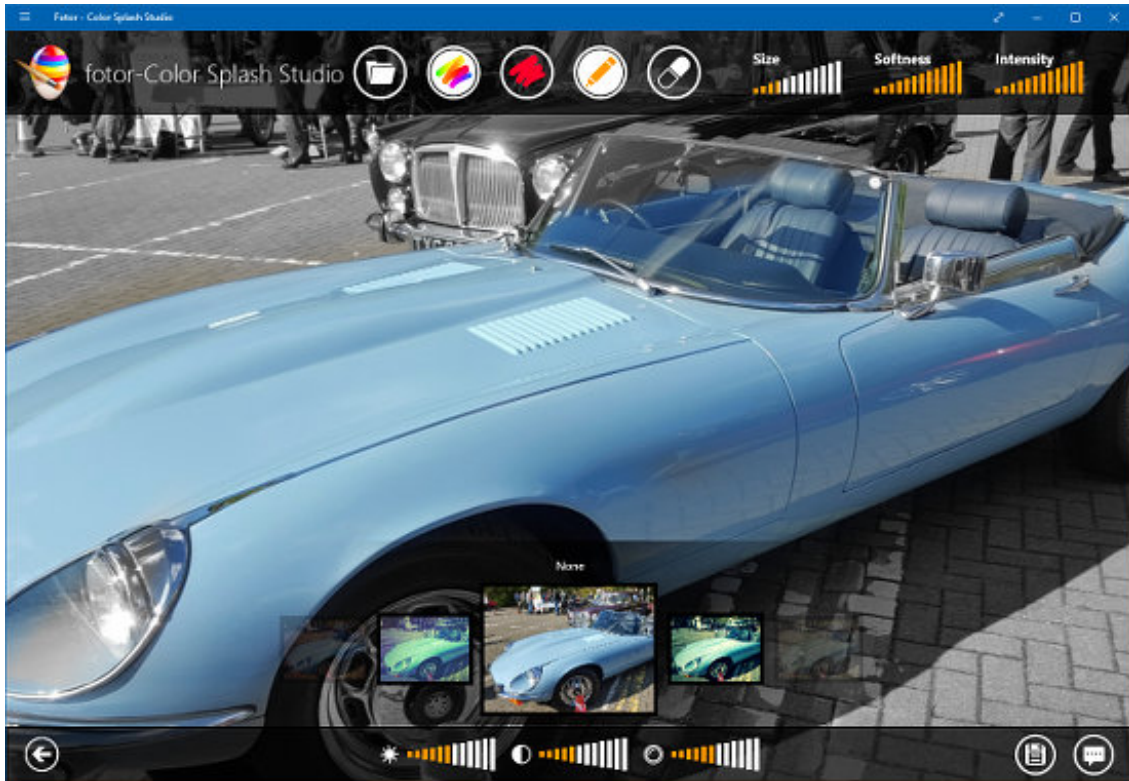 Fotor - Color Splash Studio
fotor-Color Splash Studio
Size
Softness
Intensity
None